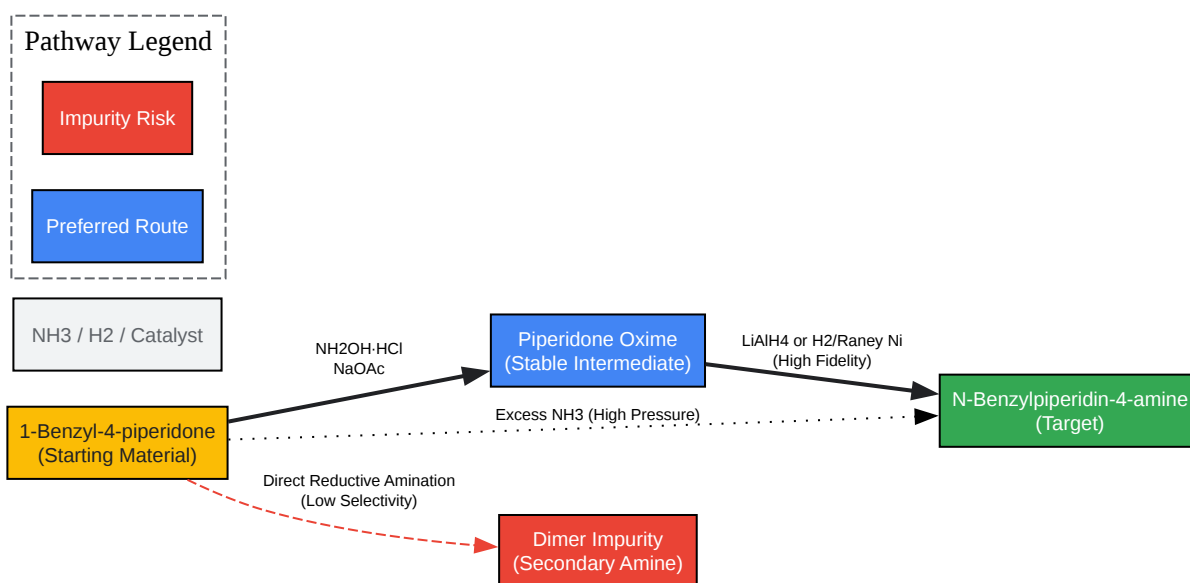 Pathway Legend
Impurity Risk
Preferred Route
NH3 / H2 / Catalyst
1-Benzyl-4-piperidone
(Starting Material)
NH2OH·HCl
NaOAc
Piperidone Oxime
(Stable Intermediate)
LiAlH4 or H2/Raney Ni
(High Fidelity)
Excess NH3 (High Pressure)
N-Benzylpiperidin-4-amine
(Target)
Direct Reductive Amination
(Low Selectivity)
Dimer Impurity
(Secondary Amine)